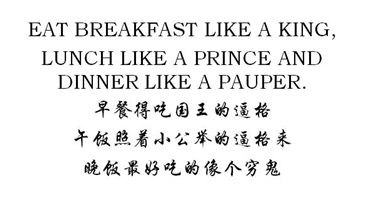 EAT BREAKFAST LIKE A KING,
LUNCH LIKE A PRINCE AND
DINNER LIKE A PAUPER.
早餐得吃国王的逼格
午饭照着小公举的逼格来
晚饭最好吃的像个穷鬼